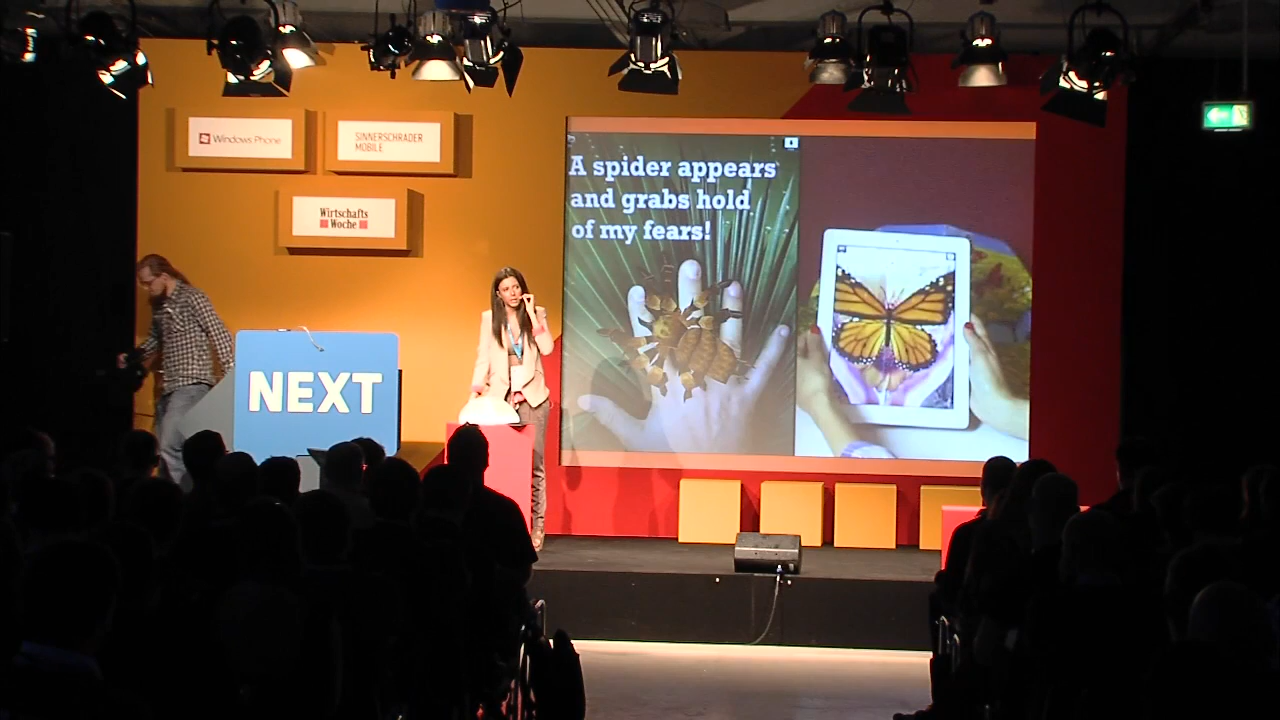 Windows Phone
SINNERSCHRADER
MOBILE
Wirtschafts
Woche
A spider appears
and grabs hold
of my fears!
NEXT